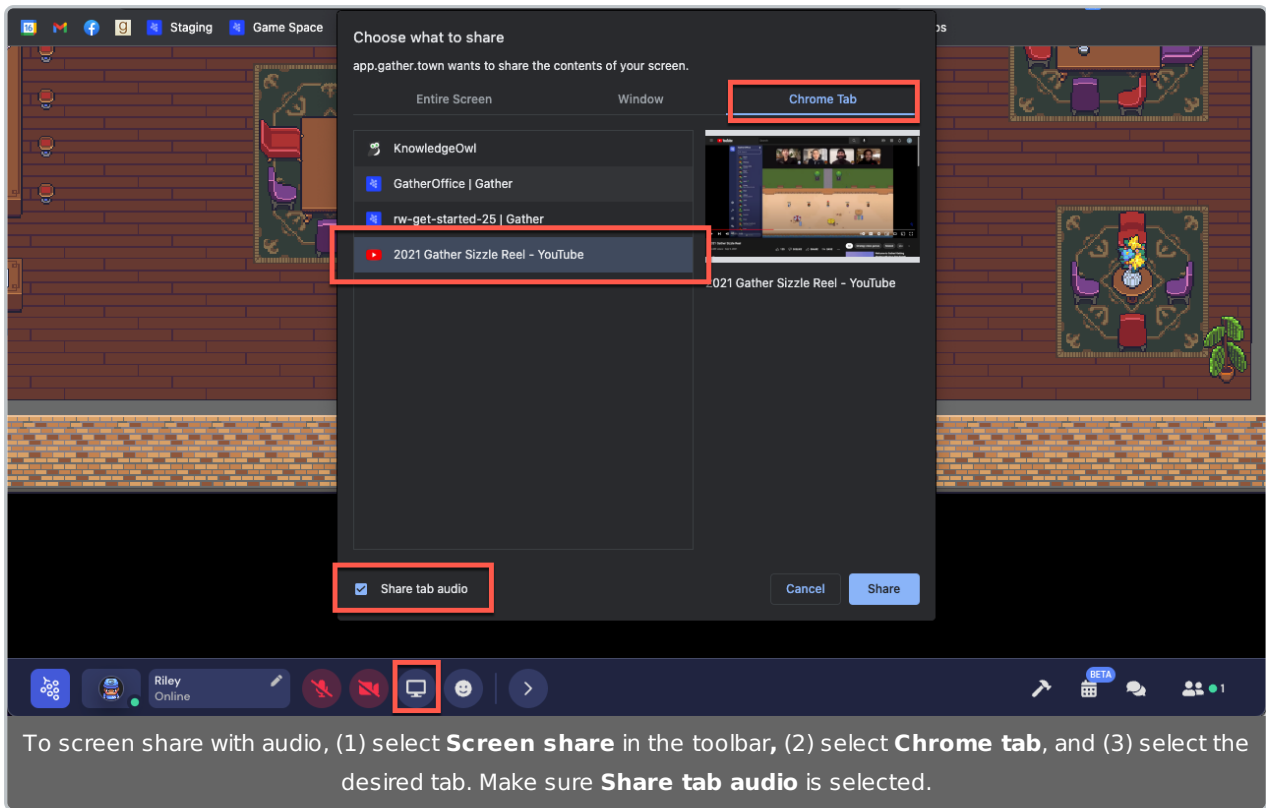 16
Staging
Game Space
os
Choose what to share
app.gather.town wants to share the contents of your screen.
Entire Screen
Window
Chrome Tab
KnowledgeOwl
GatherOffice | Gather
rw-get-started-25 | Gather
2021 Gather Sizzle Reel - YouTube
2021 Gather Sizzle Reel - YouTube
Share tab audio
Cancel
Share
Riley
Online
BETA
1
To screen share with audio, (1) select Screen share in the toolbar, (2) select Chrome tab, and (3) select the
desired tab. Make sure Share tab audio is selected.